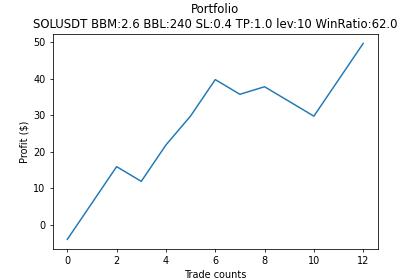 Portfolio
SOLUSDT BBM:2.6 BBL:240 SL:0.4 TP:1.0 lev:10 WinRatio:62.0
50
40
30
20
10
0
Profit ($)
0 2 4 6 8 10 12
Trade counts